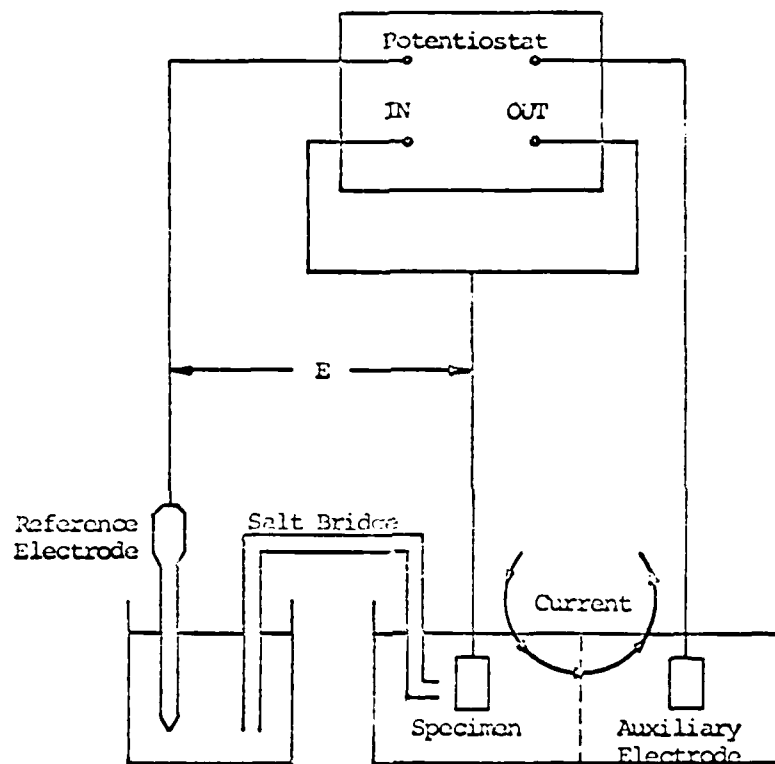 Potentiostat
IN OUT
E
Reference
Electrode
Salt Bridge
Current
Specimen
Auxiliary
Electrode